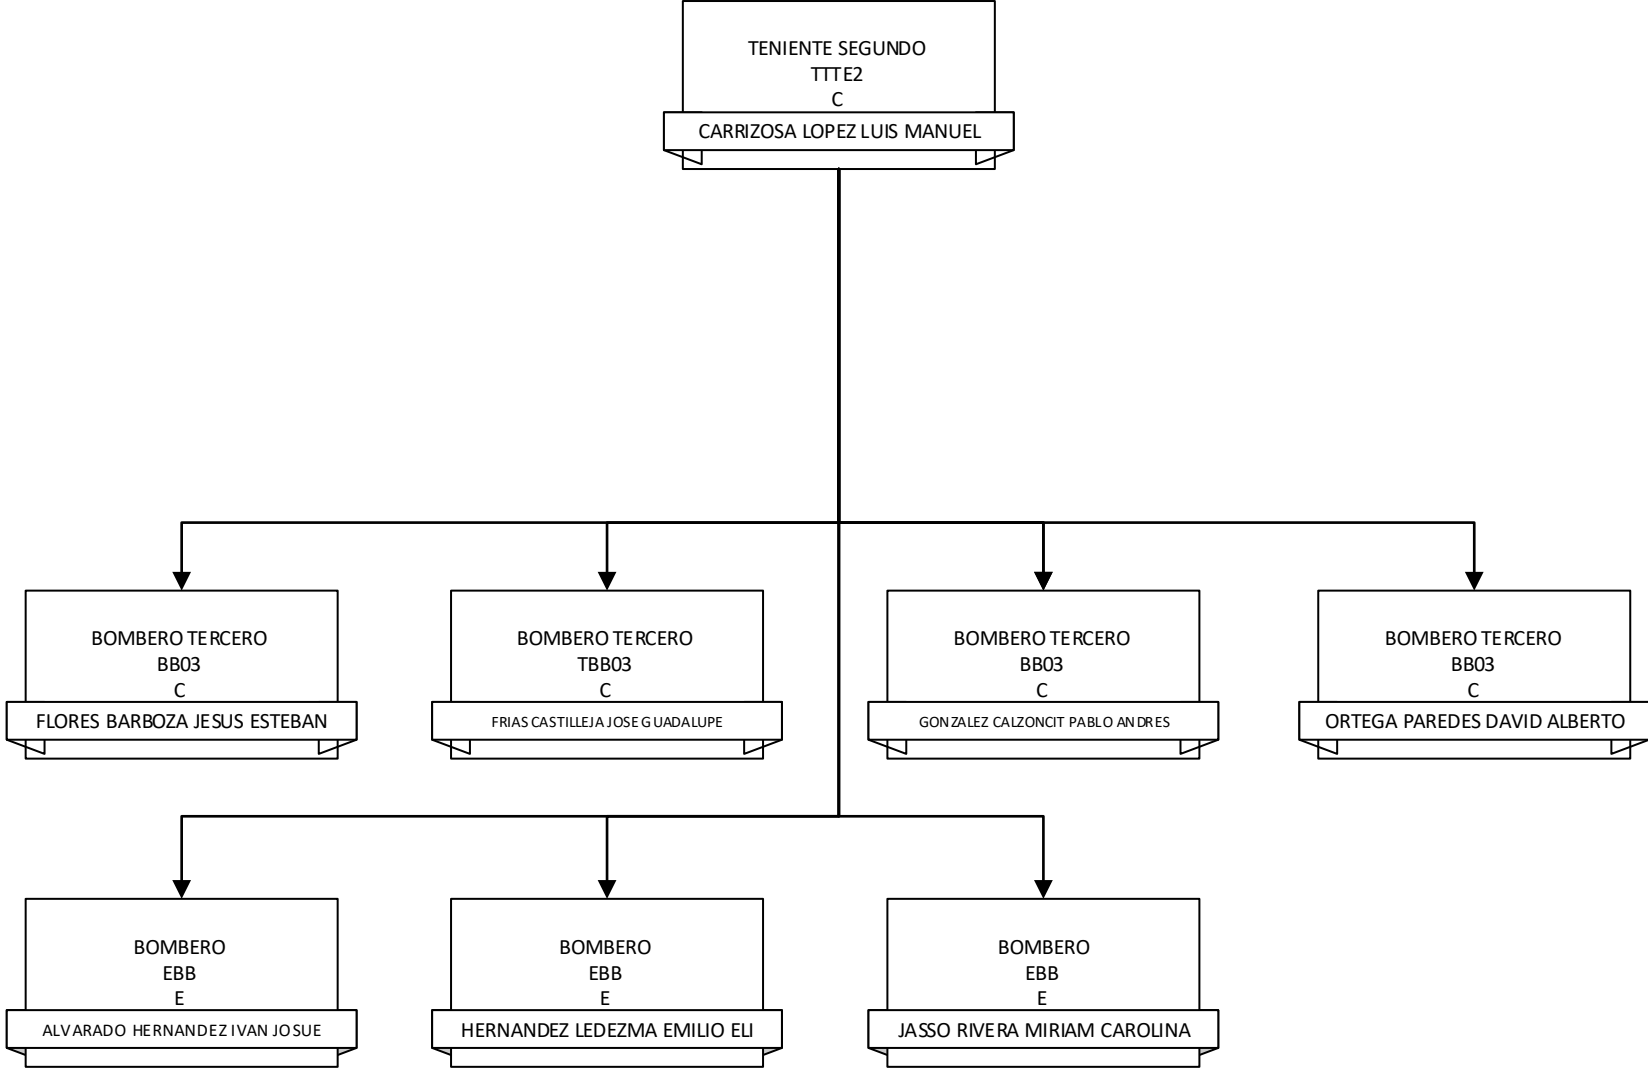 TENIENTE SEGUNDO
TTTE2
C
CARRIZOSA LOPEZ LUIS MANUEL
BOMBERO TERCERO
BB03
C
FLORES BARBOZA JESUS ESTEBAN
BOMBERO TERCERO
TBB03
C
FRIAS CASTILLEJA JOSE GUADALUPE
BOMBERO TERCERO
BB03
C
GONZALEZ CALZONCIT PABLO ANDRES
BOMBERO TERCERO
BB03
C
ORTEGA PAREDES DAVID ALBERTO
BOMBERO
EBB
E
ALVARADO HERNANDEZ IVAN JOSUE
BOMBERO
EBB
E
HERNANDEZ LEDEZMA EMILIO ELI
BOMBERO
EBB
E
JASSO RIVERA MIRIAM CAROLINA